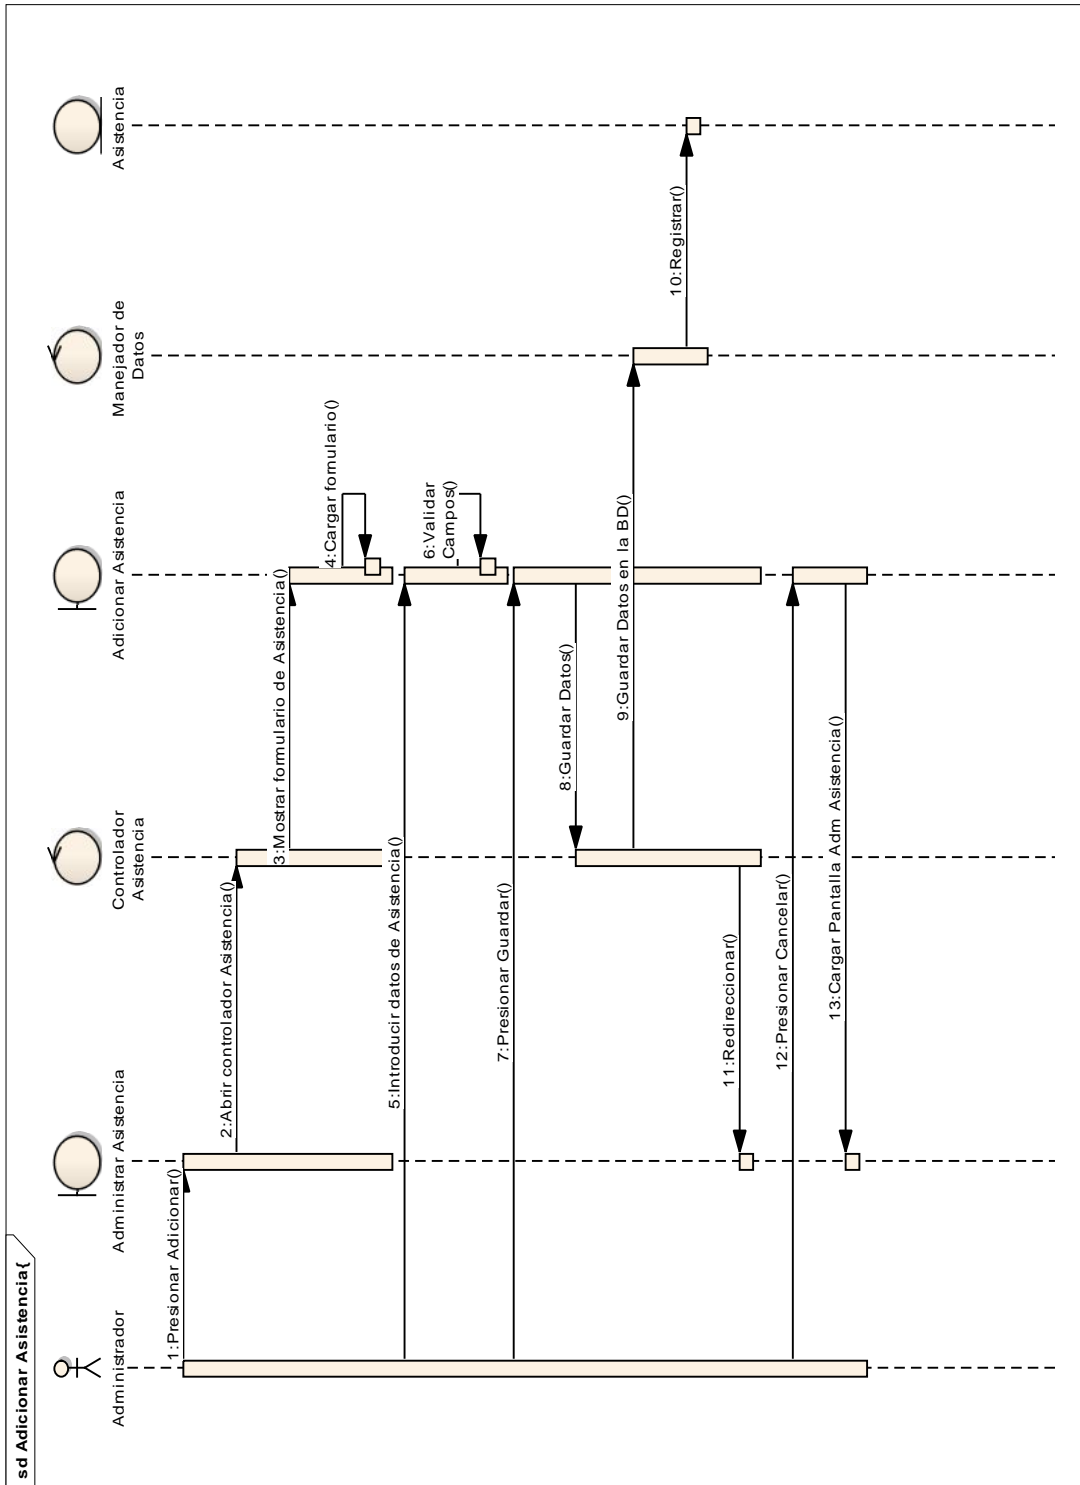 sd Adicionar Asistencia{
Administrador
Administrar Asistencia
Controlador
Asistencia
Adicionar Asistencia
Manejador de
Datos
Asistencia
1:Presionar Adicionar()
2:Abrir controlador Asistencia()
3:Mostrar formulario de Asistencia()
4:Cargar fomulario()
5:Introducir datos de Asistencia()
6:Validar
Campos()
7:Presionar Guardar()
8:Guardar Datos()
9:Guardar Datos en la BD()
10:Registrar()
11:Redireccionar()
12:Presionar Cancelar()
13:Cargar Pantalla Adm Asistencia()